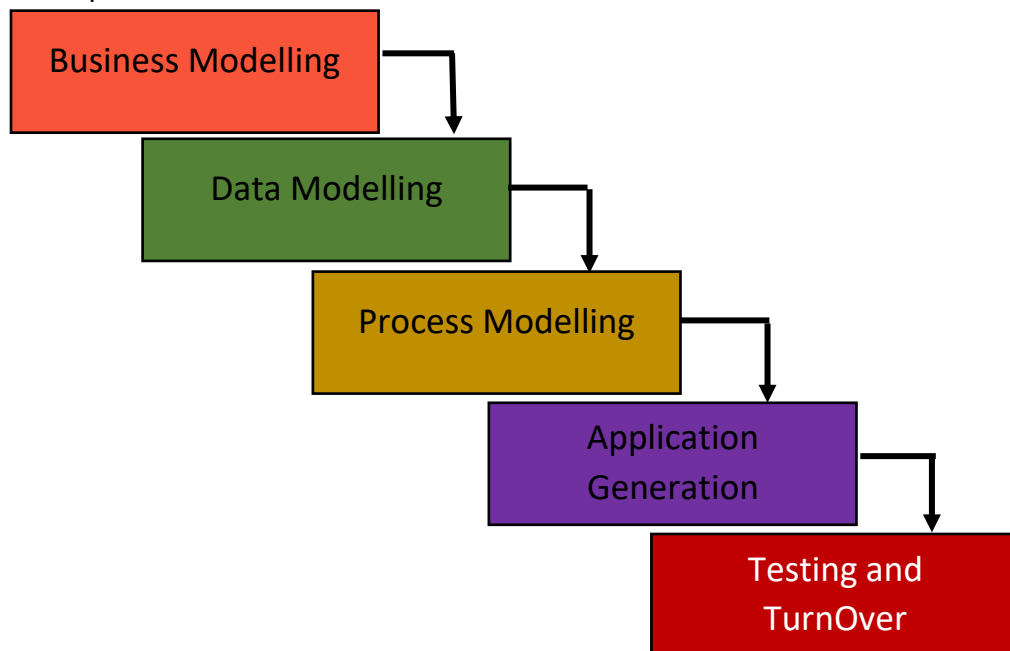 Business Modelling
Data Modelling
Process Modelling
Application
Generation
Testing and
TurnOver